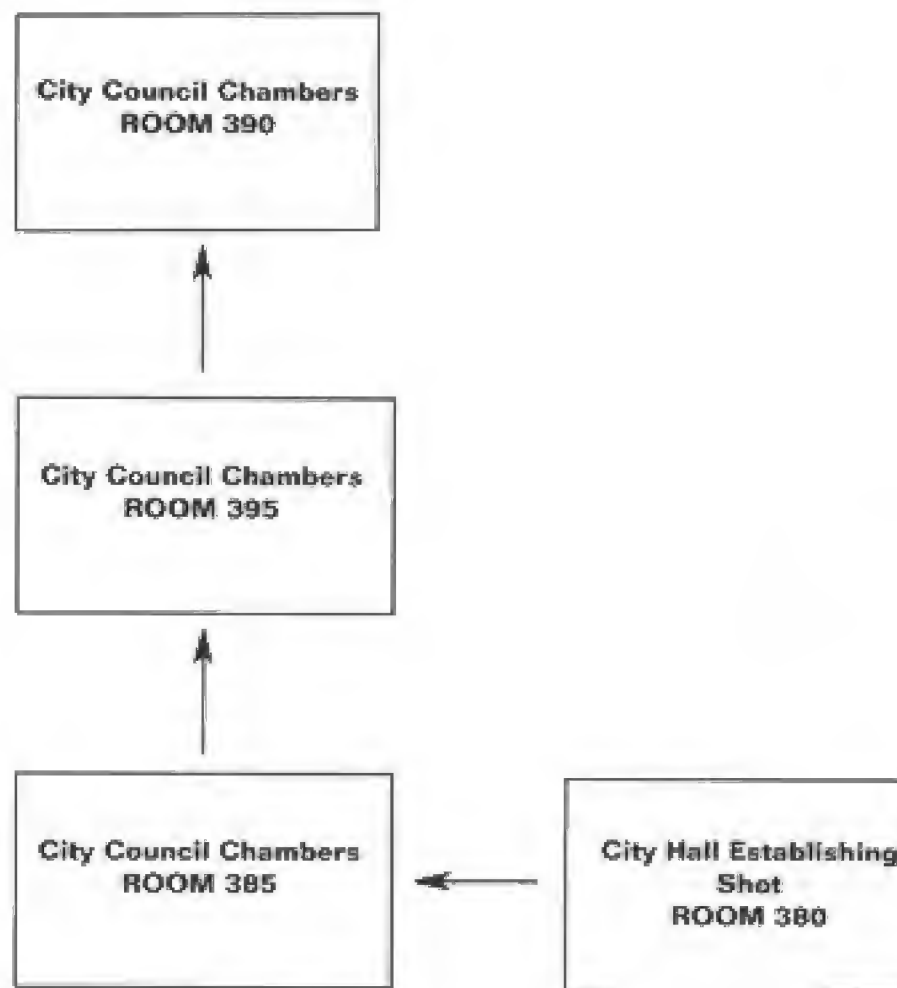 City Council Chambers
ROOM 390
City Council Chambers
ROOM 395
City Council Chambers
ROOM 385
City Hall Establishing
Shot
ROOM 380